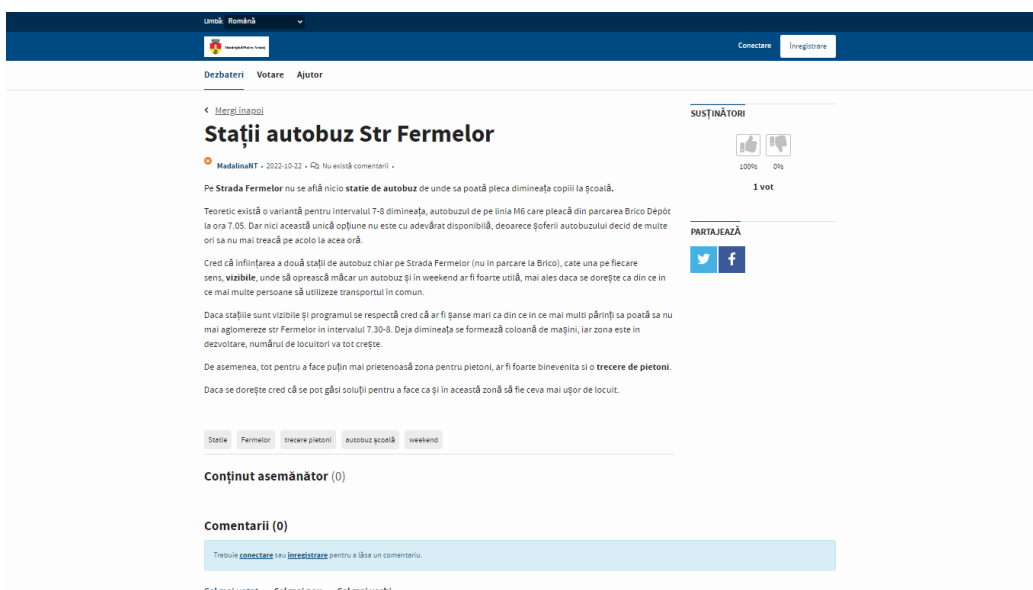 Limbă: Română
Municipiul Piatra Neamț
Conectare
Înregistrare
Dezbateri Votare Ajutor
Mergi înapoi
Stații autobuz Str Fermelor
MadalinaNT • 2022-10-22 • Nu există comentarii •
Pe Strada Fermelor nu se află nicio statie de autobuz de unde sa poată pleca dimineața copiii la școală.
Teoretic există o variantă pentru intervalul 7-8 dimineața, autobuzul de pe linia M6 care pleacă din parcarea Brico Dépôt
la ora 7.05. Dar nici această unică opțiune nu este cu adevărat disponibilă, deoarece șoferii autobuzului decid de multe
ori sa nu mai treacă pe acolo la acea oră.
Cred că înființarea a două stații de autobuz chiar pe Strada Fermelor (nu in parcare la Brico), cate una pe fiecare
sens, vizibile, unde să oprească măcar un autobuz și in weekend ar fi foarte utilă, mai ales daca se dorește ca din ce in
ce mai multe persoane să utilizeze transportul in comun.
Daca stațiile sunt vizibile și programul se respectă cred că ar fi șanse mari ca din ce in ce mai multi părinți sa poată sa nu
mai aglomereze str Fermelor in intervalul 7.30-8. Deja dimineața se formează coloană de mașini, iar zona este in
dezvoltare, numărul de locuitori va tot crește.
De asemenea, tot pentru a face puțin mai prietenoasă zona pentru pietoni, ar fi foarte binevenita si o trecere de pietoni.
Daca se dorește cred că se pot găsi soluții pentru a face ca și in această zonă să fie ceva mai ușor de locuit.
Statie Fermelor trecere pietoni autobuz școală weekend
Conținut asemănător (0)
Comentarii (0)
Trebuie conectare sau înregistrare pentru a lăsa un comentariu.
SUSȚINĂTORI
100% 0%
1 vot
PARTAJEAZĂ